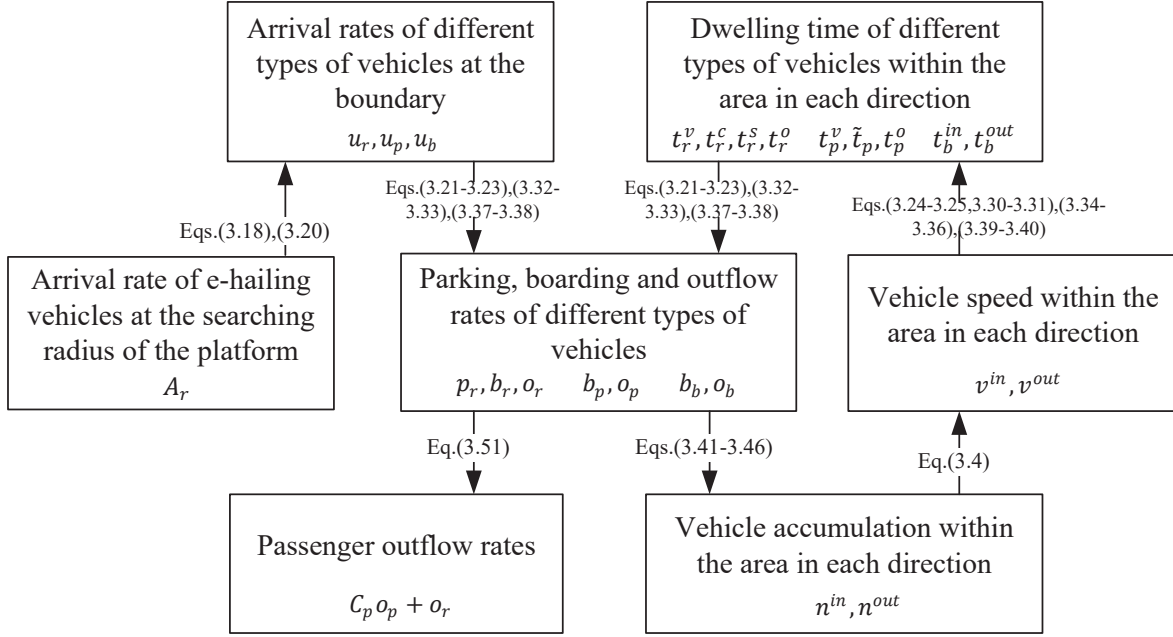 Arrival rates of different
types of vehicles at the
boundary
u_r, u_p, u_b
Dwelling time of different
types of vehicles within the
area in each direction
t_r^v, t_r^c, t_r^s, t_r^o t_p^v, t̃_p, t_p^o t_b^{in}, t_b^{out}
Eqs.(3.18),(3.20)
Eqs.(3.21-3.23),(3.32-
3.33),(3.37-3.38)
Eqs.(3.21-3.23),(3.32-
3.33),(3.37-3.38)
Eqs.(3.24-3.25,3.30-3.31),(3.34-
3.36),(3.39-3.40)
Arrival rate of e-hailing
vehicles at the searching
radius of the platform
A_r
Parking, boarding and outflow
rates of different types of
vehicles
p_r, b_r, o_r b_p, o_p b_b, o_b
Vehicle speed within the
area in each direction
v^{in}, v^{out}
Eq.(3.51)
Eqs.(3.41-3.46)
Eq.(3.4)
Passenger outflow rates
C_p o_p + o_r
Vehicle accumulation within
the area in each direction
n^{in}, n^{out}